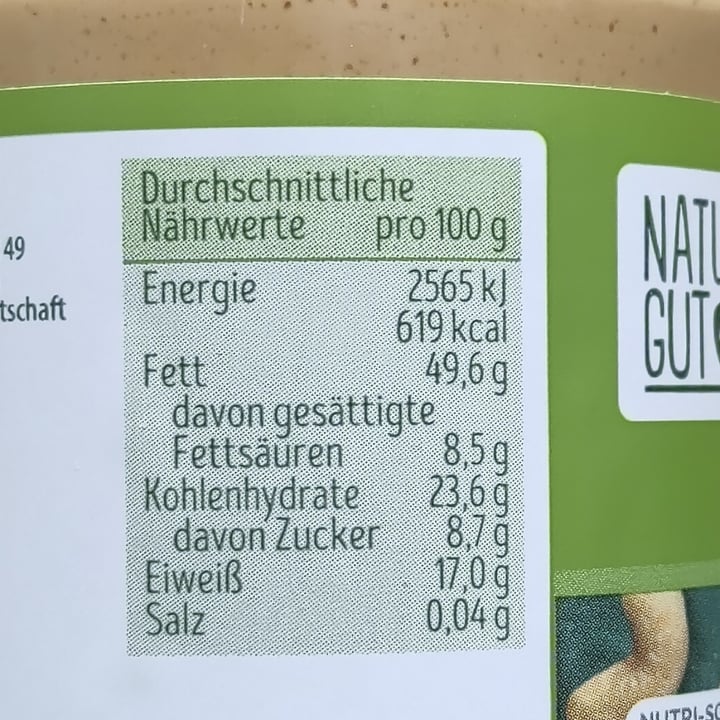 49
tschaft
Durchschnittliche
Nährwerte pro 100 g
Energie 2565 kJ
619 kcal
Fett 49,6 g
davon gesättigte
Fettsäuren 8,5 g
Kohlenhydrate 23,6 g
davon Zucker 8,7 g
Eiweiß 17,0 g
Salz 0,04 g
NATU
GUT
NUTRI-SC